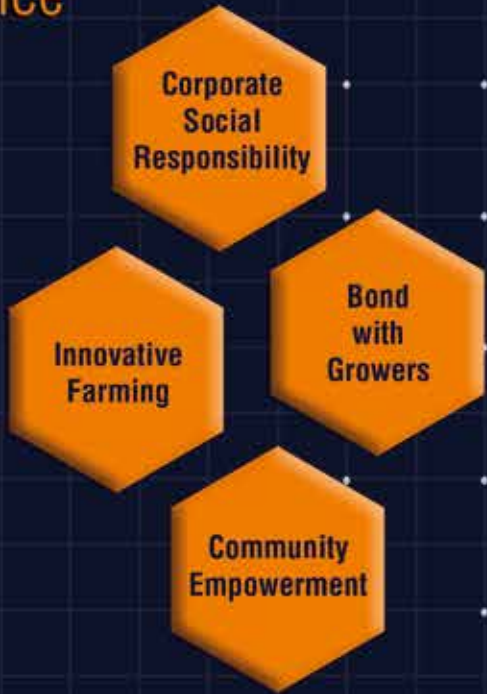 Corporate
Social
Responsibility
Bond
with
Growers
Innovative
Farming
Community
Empowerment